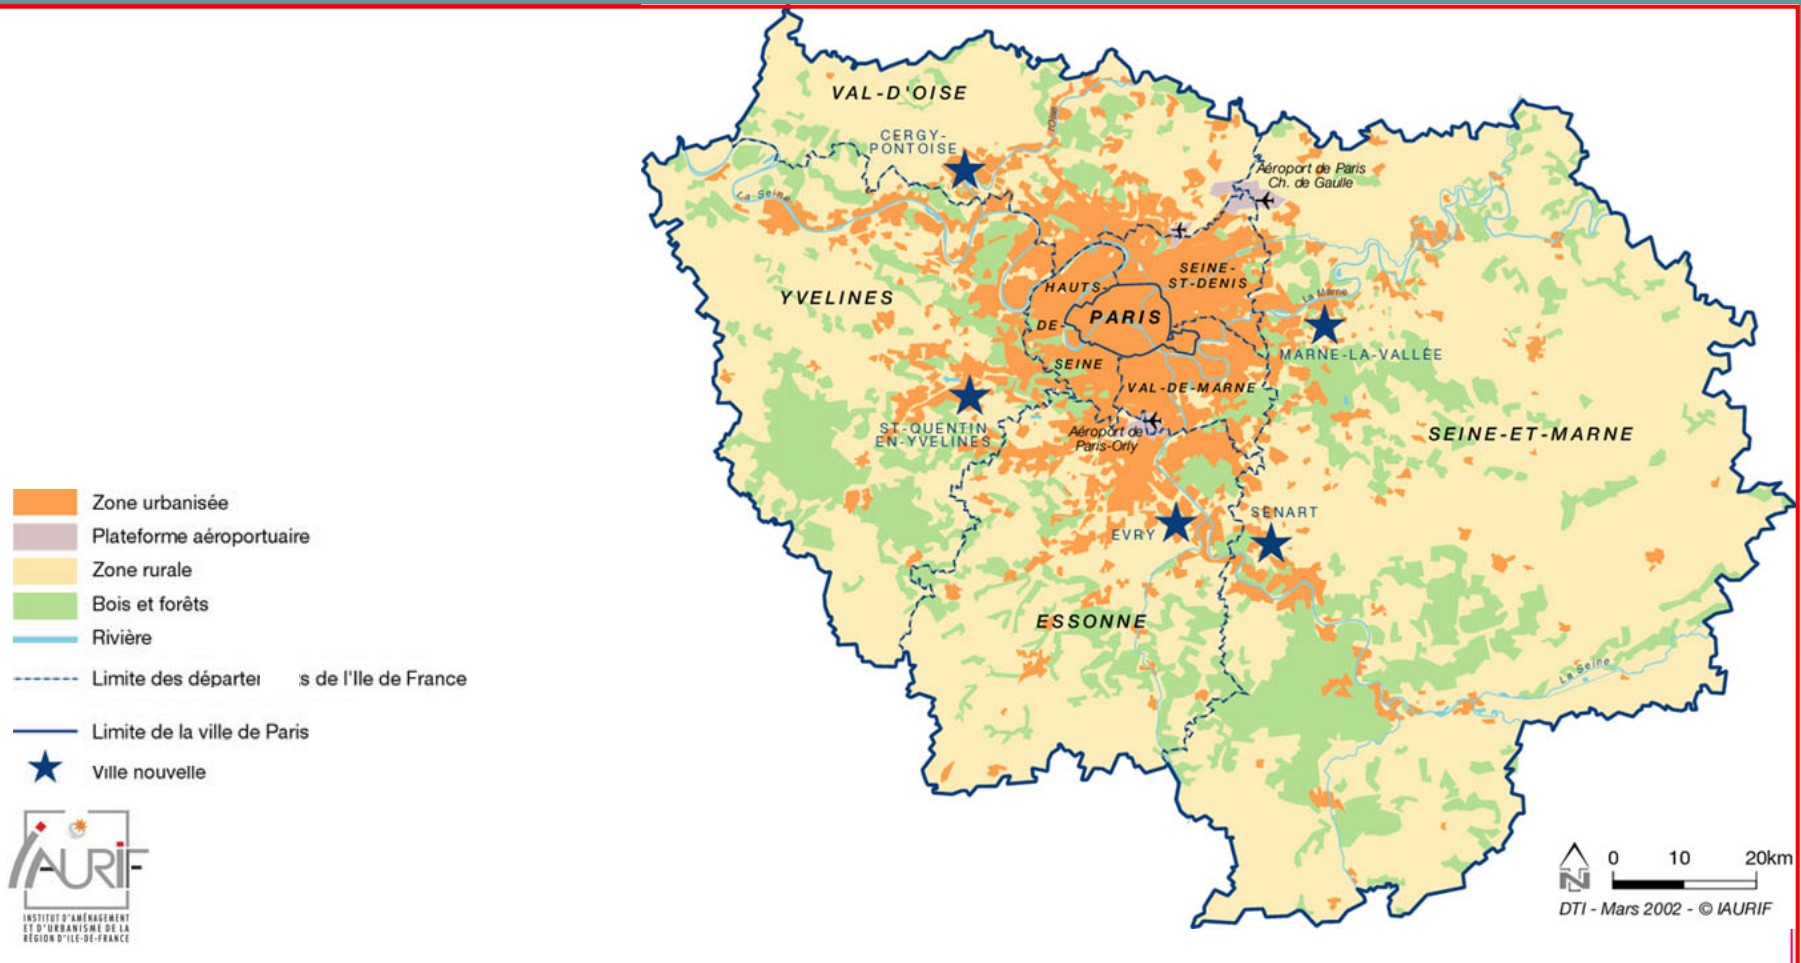 VAL-D'OISE
CERGY-
PONTOISE
l'Oise
Aéroport de Paris
Ch. de Gaulle
La Seine
SEINE-
ST-DENIS
HAUTS-
YVELINES
PARIS
La Marne
DE-
SEINE
MARNE-LA-VALLÉE
VAL-DE-MARNE
ST-QUENTIN
EN-YVELINES
Aéroport de
Paris-Orly
SEINE-ET-MARNE
SENART
EVRY
ESSONNE
La Seine
Zone urbanisée
Plateforme aéroportuaire
Zone rurale
Bois et forêts
Rivière
Limite des départe s de l'Ile de France
Limite de la ville de Paris
Ville nouvelle
IAURIF
INSTITUT D'AMÉNAGEMENT
ET D'URBANISME DE LA
RÉGION D'ILE-DE-FRANCE
N
0 10 20km
DTI - Mars 2002 - © IAURIF